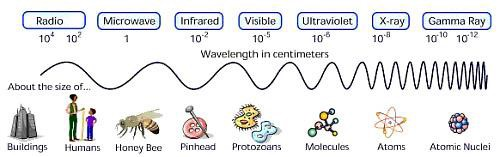 Radio Microwave Infrared Visible Ultraviolet X-ray Gamma Ray
10⁴ 10² 1 10⁻² 10⁻⁵ 10⁻⁶ 10⁻⁸ 10⁻¹⁰ 10⁻¹²
Wavelength in centimeters
About the size of...
Buildings Humans Honey Bee Pinhead Protozoans Molecules Atoms Atomic Nuclei